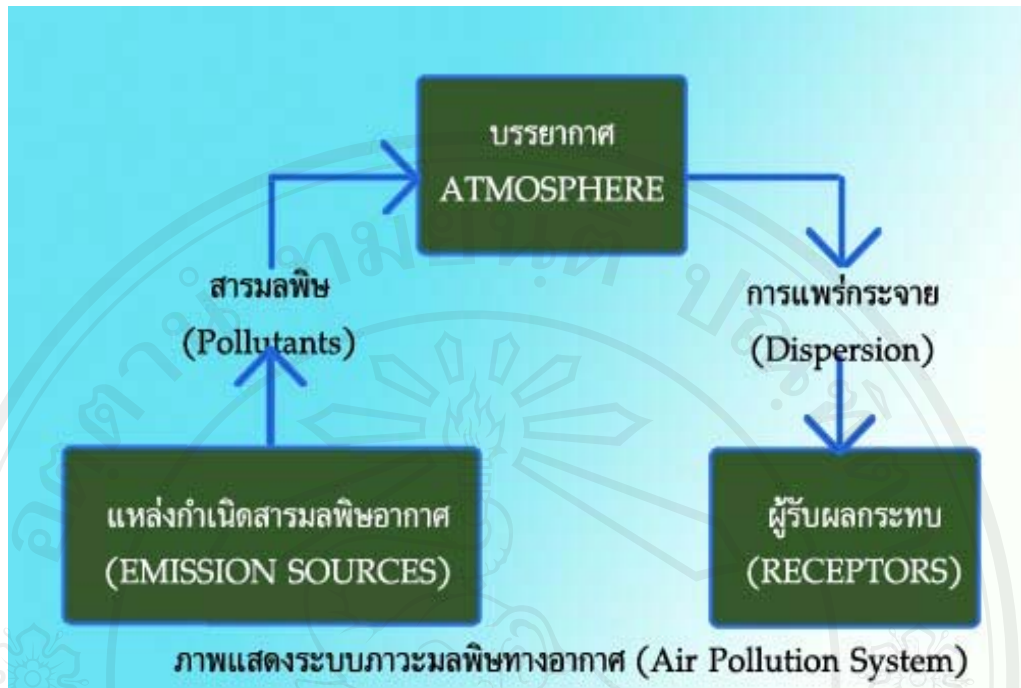 บรรยากาศ
ATMOSPHERE
สารมลพิษ
(Pollutants)
การแพร่กระจาย
(Dispersion)
แหล่งกำเนิดสารมลพิษอากาศ
(EMISSION SOURCES)
ผู้รับผลกระทบ
(RECEPTORS)
ภาพแสดงระบบภาวะมลพิษทางอากาศ (Air Pollution System)